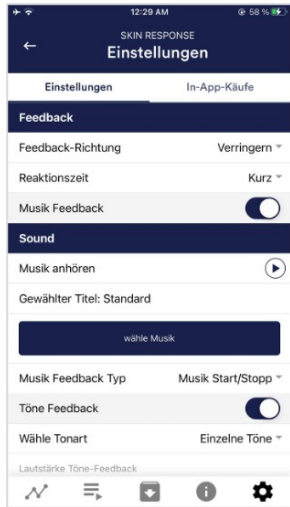 12:29 AM
58 %
SKIN RESPONSE
Einstellungen
Einstellungen In-App-Käufe
Feedback
Feedback-Richtung Verringern
Reaktionszeit Kurz
Musik Feedback
Sound
Musik anhören
Gewählter Titel: Standard
wähle Musik
Musik Feedback Typ Musik Start/Stopp
Töne Feedback
Wähle Tonart Einzelne Töne
Lautstärke Töne-Feedback